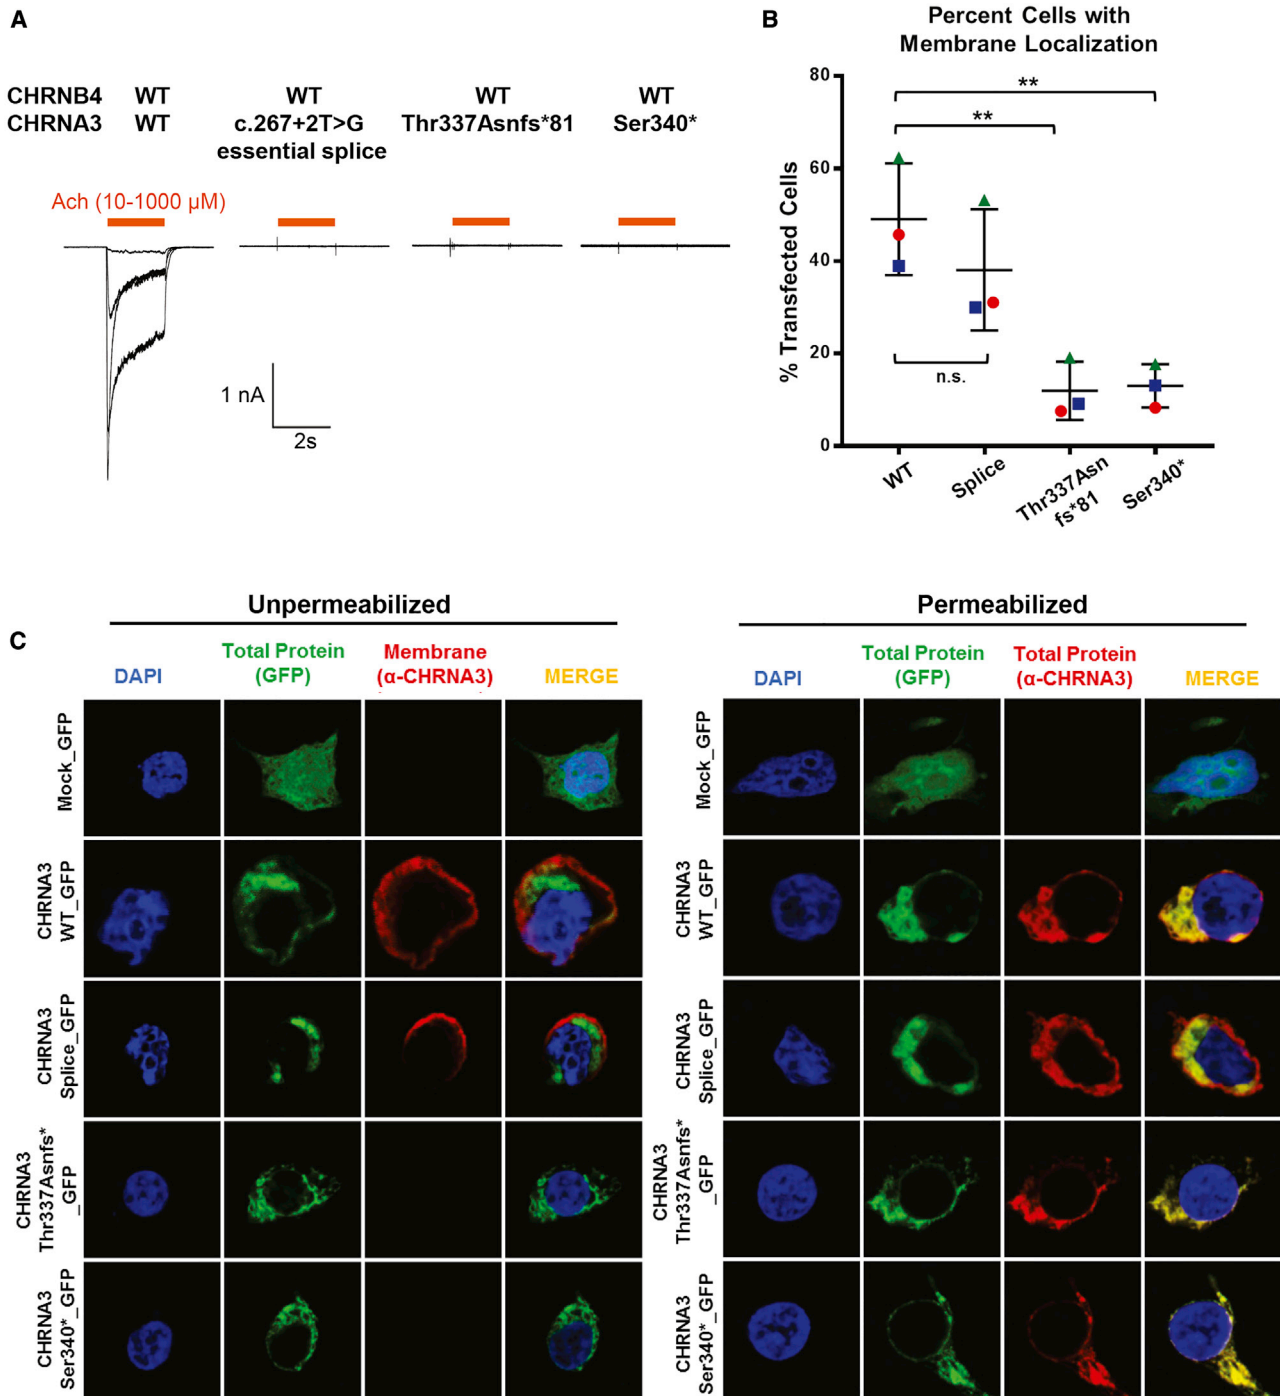 A
CHRNB4 WT WT WT WT
CHRNA3 WT c.267+2T>G Thr337Asnfs*81 Ser340*
essential splice
Ach (10-1000 µM)
1 nA
2s
B
Percent Cells with
Membrane Localization
% Transfected Cells
80
60
40
20
0
**
**
n.s.
WT
Splice
Thr337Asn
fs*81
Ser340*
C
Unpermeabilized
DAPI
Total Protein
(GFP)
Membrane
(α-CHRNA3)
MERGE
Mock_GFP
CHRNA3
WT_GFP
CHRNA3
Splice_GFP
CHRNA3
Thr337Asnfs*
_GFP
CHRNA3
Ser340*_GFP
Permeabilized
DAPI
Total Protein
(GFP)
Total Protein
(α-CHRNA3)
MERGE
Mock_GFP
CHRNA3
WT_GFP
CHRNA3
Splice_GFP
CHRNA3
Thr337Asnfs*
_GFP
CHRNA3
Ser340*_GFP